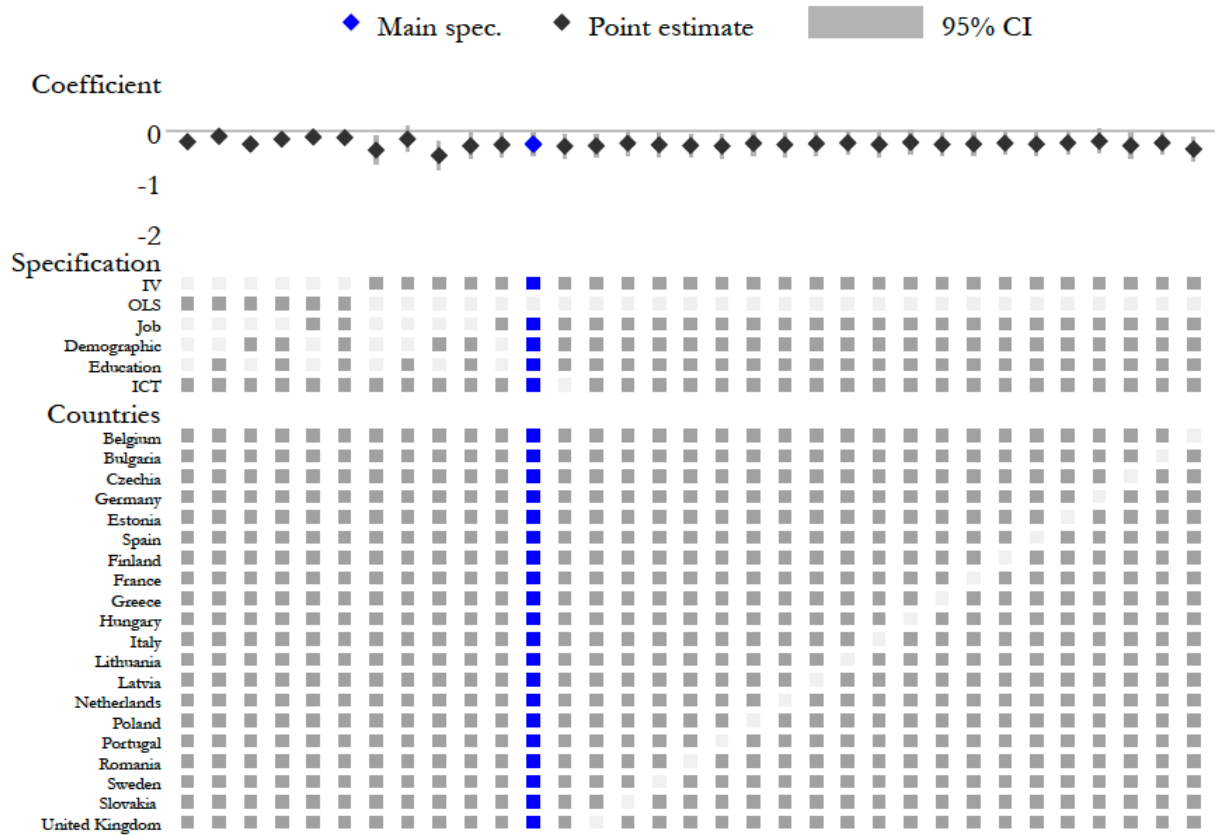 Main spec. Point estimate 95% CI
Coefficient
0
-1
-2
Specification
IV
OLS
Job
Demographic
Education
ICT
Countries
Belgium
Bulgaria
Czechia
Germany
Estonia
Spain
Finland
France
Greece
Hungary
Italy
Lithuania
Latvia
Netherlands
Poland
Portugal
Romania
Sweden
Slovakia
United Kingdom